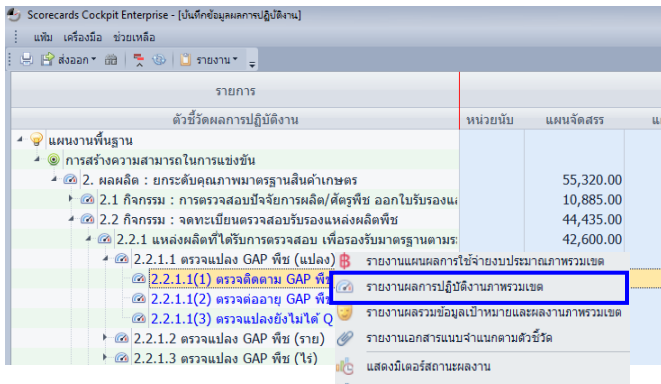 Scorecards Cockpit Enterprise - [บันทึกข้อมูลผลการปฏิบัติงาน]
แฟ้ม เครื่องมือ ช่วยเหลือ
ส่งออก รายงาน
รายการ
ตัวชี้วัดผลการปฏิบัติงาน หน่วยนับ แผนจัดสรร
แผนงานพื้นฐาน
การสร้างความสามารถในการแข่งขัน
2. ผลผลิต : ยกระดับคุณภาพมาตรฐานสินค้าเกษตร 55,320.00
2.1 กิจกรรม : การตรวจสอบปัจจัยการผลิต/ศัตรูพืช ออกใบรับรองแ 10,885.00
2.2 กิจกรรม : จดทะเบียนตรวจสอบรับรองแหล่งผลิตพืช 44,435.00
2.2.1 แหล่งผลิตที่ได้รับการตรวจสอบ เพื่อรองรับมาตรฐานตามร 42,600.00
2.2.1.1 ตรวจแปลง GAP พืช (แปลง)
2.2.1.1(1) ตรวจติดตาม GAP พืช
2.2.1.1(2) ตรวจต่ออายุ GAP พื
2.2.1.1(3) ตรวจแปลงยังไม่ได้ Q
2.2.1.2 ตรวจแปลง GAP พืช (ราย)
2.2.1.3 ตรวจแปลง GAP พืช (ไร่)
รายงานแผนผลการใช้จ่ายงบประมาณภาพรวมเขต
รายงานผลการปฏิบัติงานภาพรวมเขต
รายงานผลรวมข้อมูลเป้าหมายและผลงานภาพรวมเขต
รายงานเอกสารแนบจำแนกตามตัวชี้วัด
แสดงมิเตอร์สถานะผลงาน